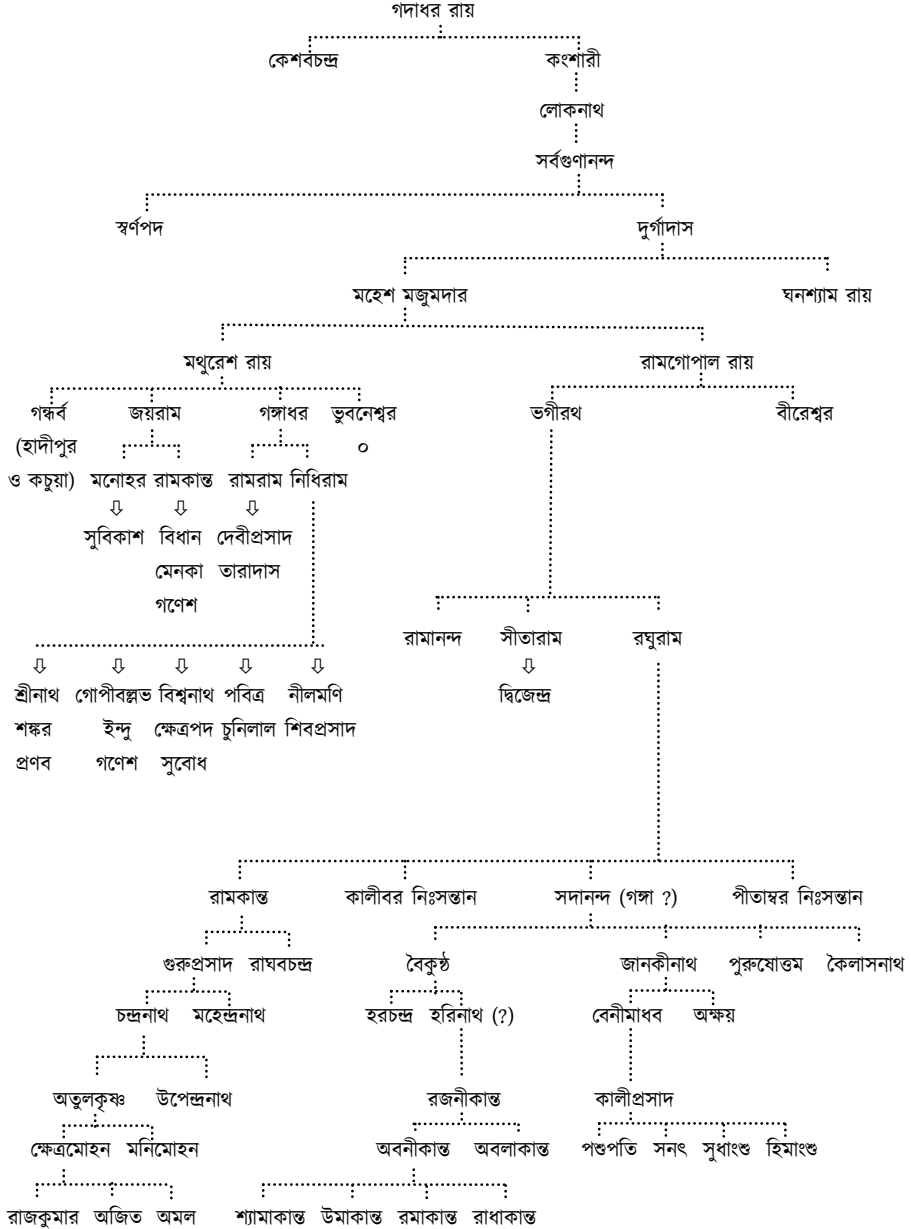 গদাধর রায়
কেশবচন্দ্র কংশারী
লোকনাথ
সর্বগুণানন্দ
স্বর্ণপদ দুর্গাদাস
মহেশ মজুমদার ঘনশ্যাম রায়
মথুরেশ রায় রামগোপাল রায়
গন্ধর্ব জয়রাম গঙ্গাধর ভুবনেশ্বর ভগীরথ বীরেশ্বর
(হাদীপুর ০
ও কচুয়া) মনোহর রামকান্ত রামরাম নিধিরাম
⇩ ⇩ ⇩
সুবিকাশ বিধান দেবীপ্রসাদ
মেনকা তারাদাস
গণেশ
রামানন্দ সীতারাম রঘুরাম
⇩ ⇩ ⇩ ⇩ ⇩ ⇩
শ্রীনাথ গোপীবল্লভ বিশ্বনাথ পবিত্র নীলমণি দ্বিজেন্দ্র
শঙ্কর ইন্দু ক্ষেত্রপদ চুনিলাল শিবপ্রসাদ
প্রণব গণেশ সুবোধ
রামকান্ত কালীবর নিঃসন্তান সদানন্দ (গঙ্গা ?) পীতাম্বর নিঃসন্তান
গুরুপ্রসাদ রাঘবচন্দ্র বৈকুন্ঠ জানকীনাথ পুরুষোত্তম কৈলাসনাথ
চন্দ্রনাথ মহেন্দ্রনাথ হরচন্দ্র হরিনাথ (?) বেনীমাধব অক্ষয়
অতুলকৃষ্ণ উপেন্দ্রনাথ রজনীকান্ত কালীপ্রসাদ
ক্ষেত্রমোহন মনিমোহন অবনীকান্ত অবলাকান্ত পশুপতি সনৎ সুধাংশু হিমাংশু
রাজকুমার অজিত অমল শ্যামাকান্ত উমাকান্ত রমাকান্ত রাধাকান্ত